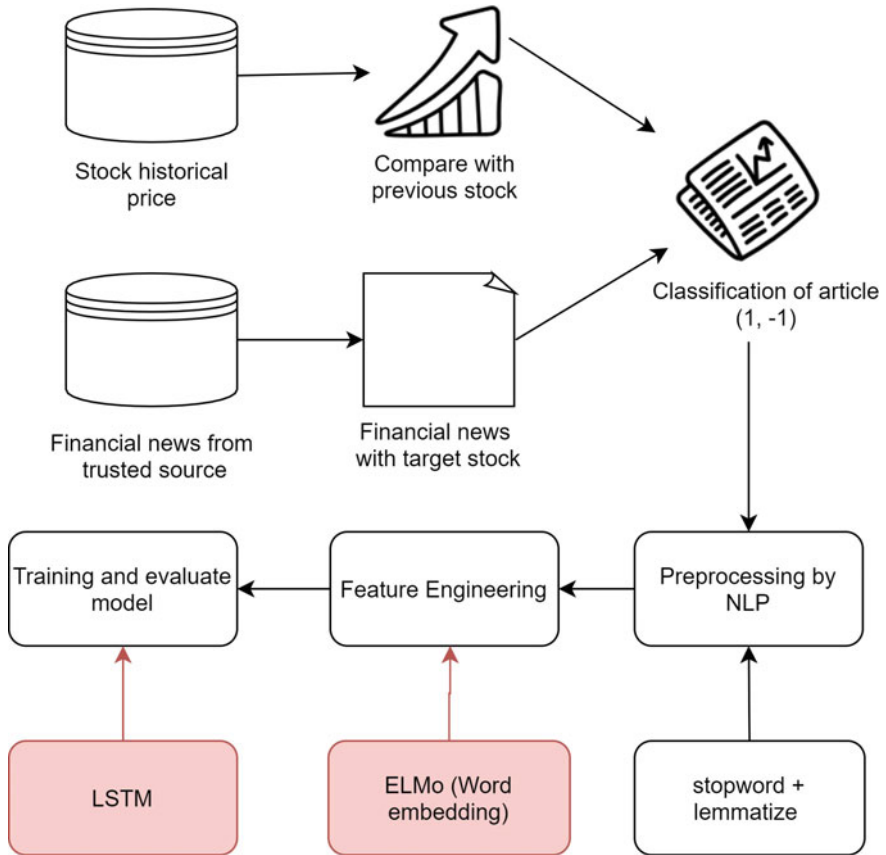 Stock historical
price
Compare with
previous stock
Classification of article
(1, -1)
Financial news from
trusted source
Financial news
with target stock
Training and evaluate
model
Feature Engineering
Preprocessing by
NLP
LSTM
ELMo (Word
embedding)
stopword +
lemmatize